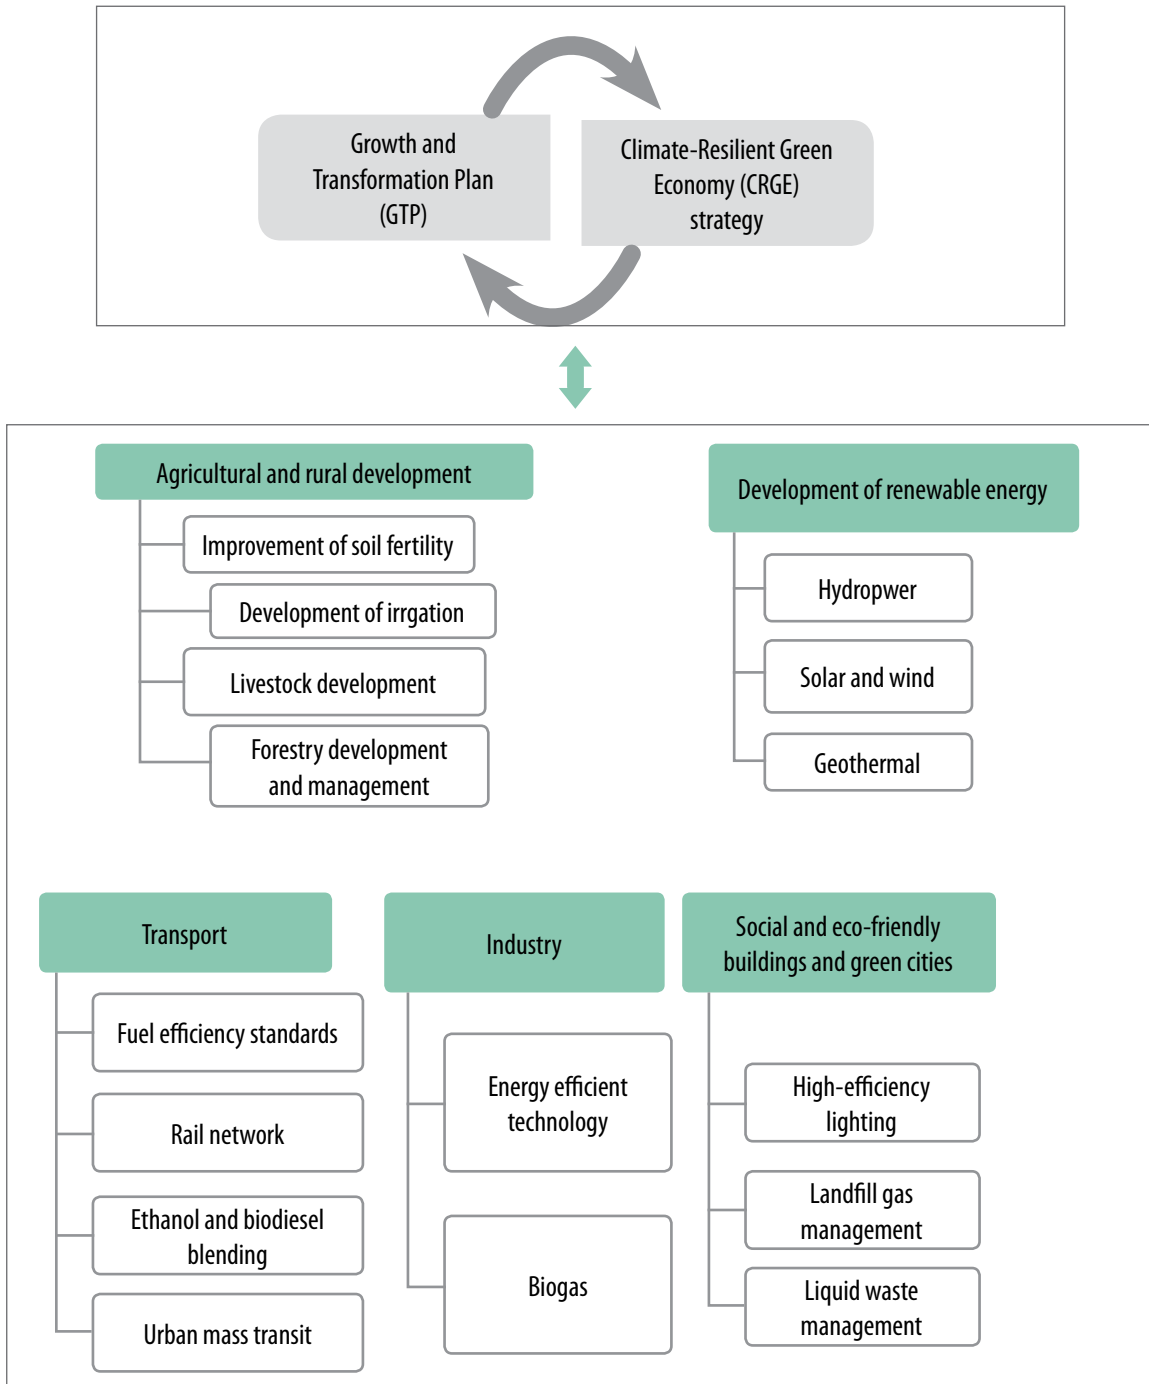 Growth and
Transformation Plan
(GTP)
Climate-Resilient Green
Economy (CRGE)
strategy
Agricultural and rural development
Improvement of soil fertility
Development of irrgation
Livestock development
Forestry development
and management
Development of renewable energy
Hydropwer
Solar and wind
Geothermal
Transport
Fuel efficiency standards
Rail network
Ethanol and biodiesel
blending
Urban mass transit
Industry
Energy efficient
technology
Biogas
Social and eco-friendly
buildings and green cities
High-efficiency
lighting
Landfill gas
management
Liquid waste
management